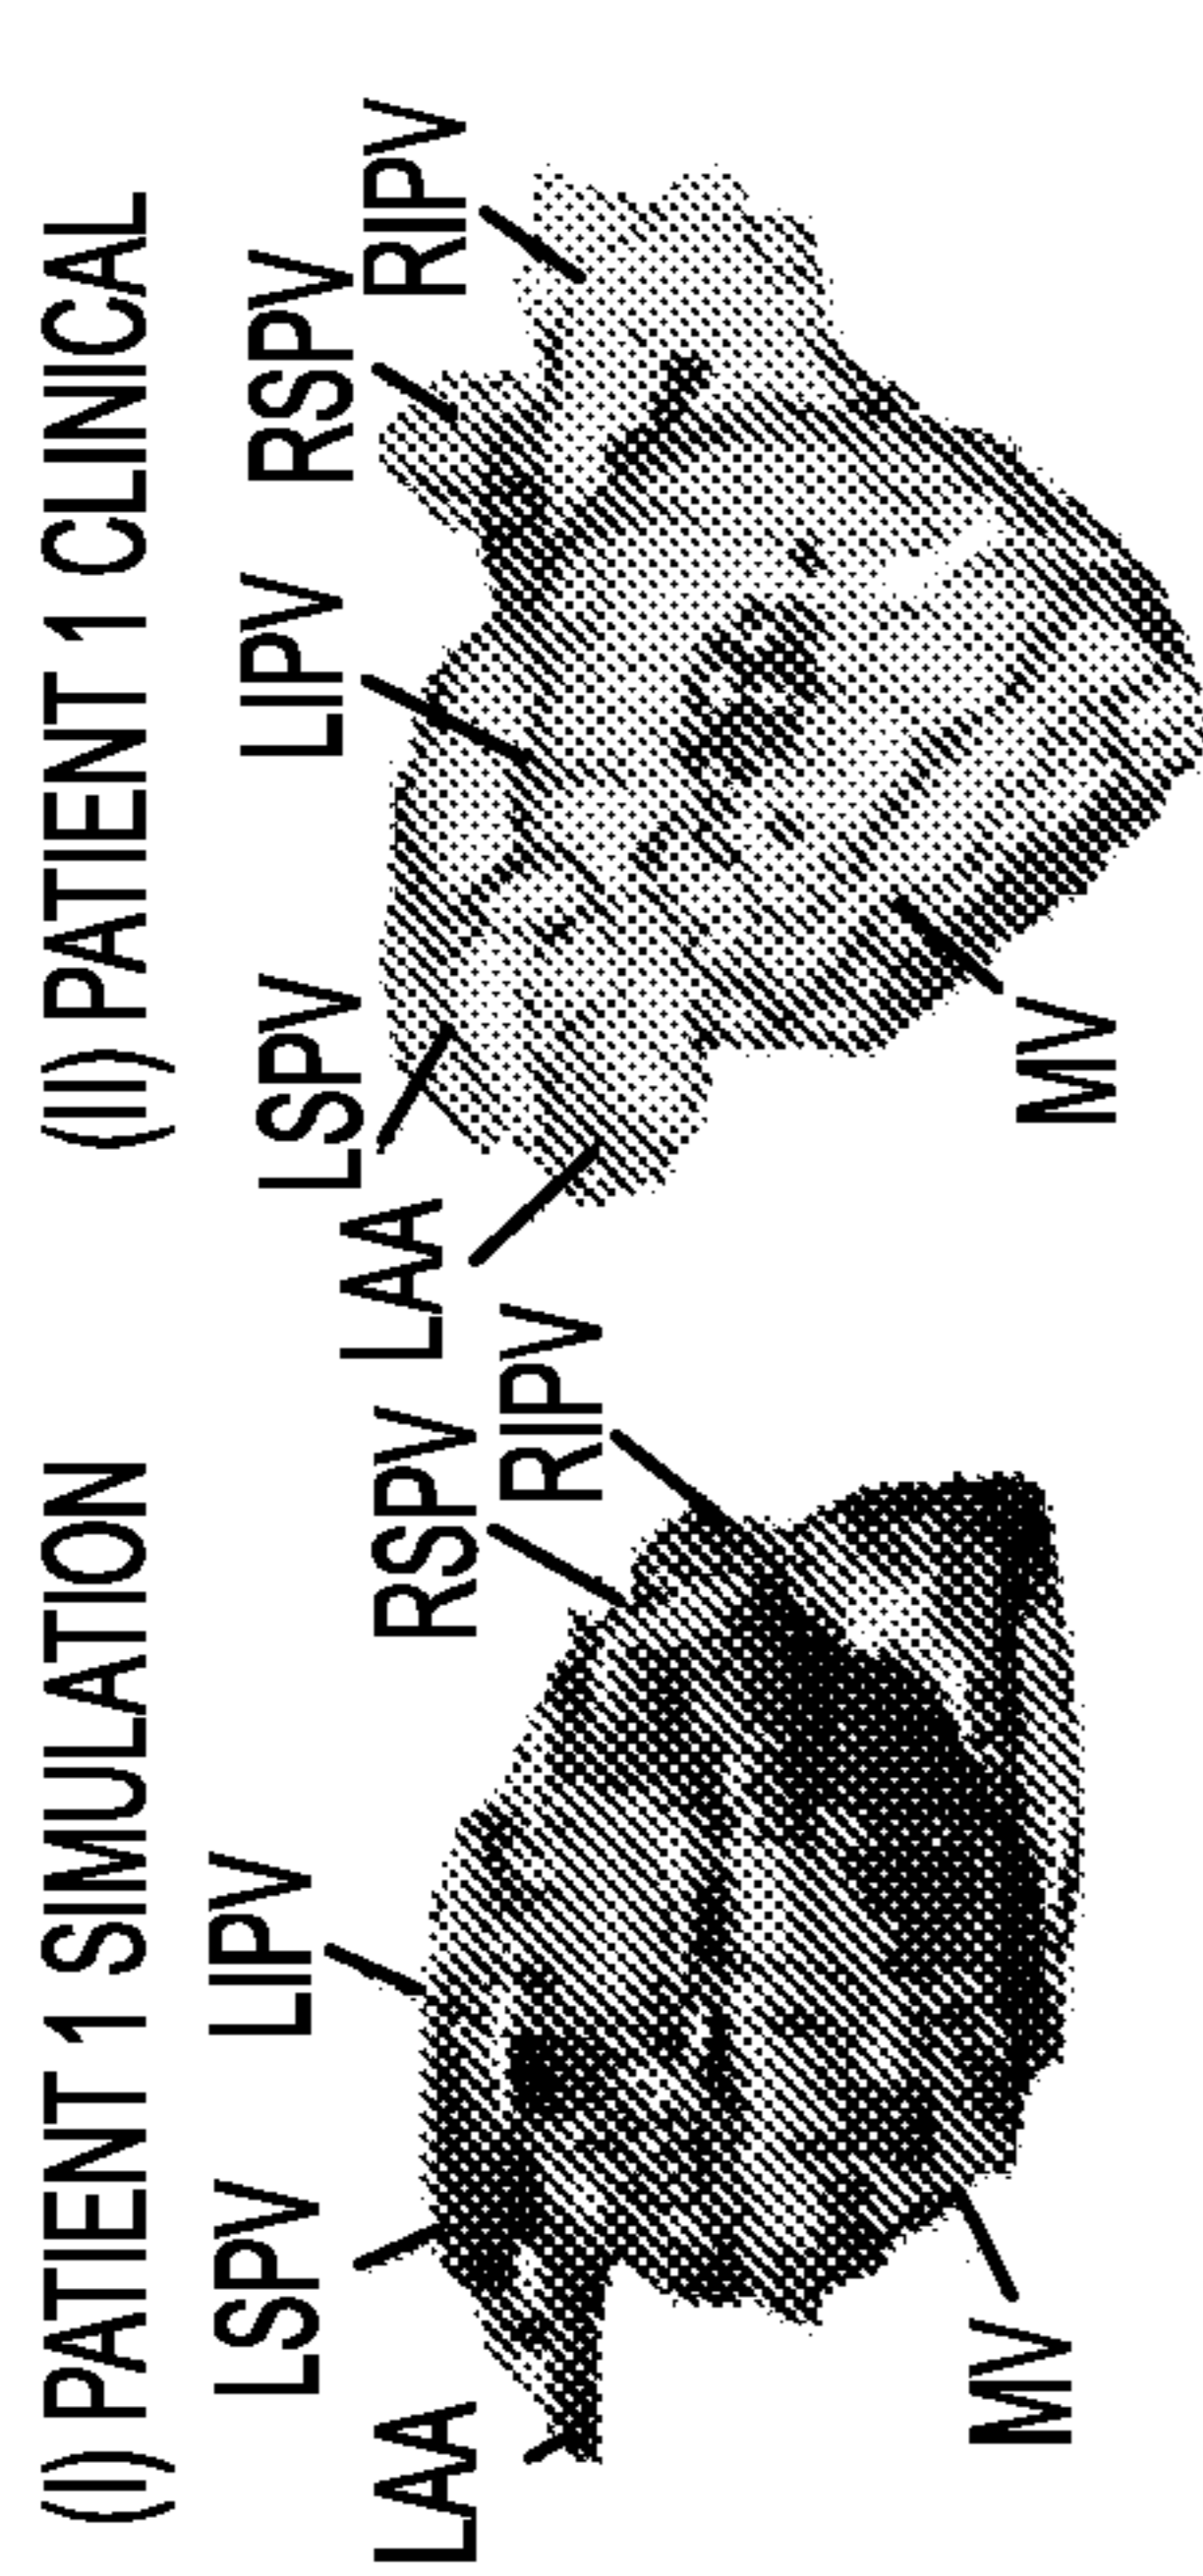 (I) PATIENT 1 SIMULATION
LSPV
LIPV
LAA
RSPV
RIPV
MV
(II) PATIENT 1 CLINICAL
LSPV
LIPV
RSPV
LAA
RIPV
MV